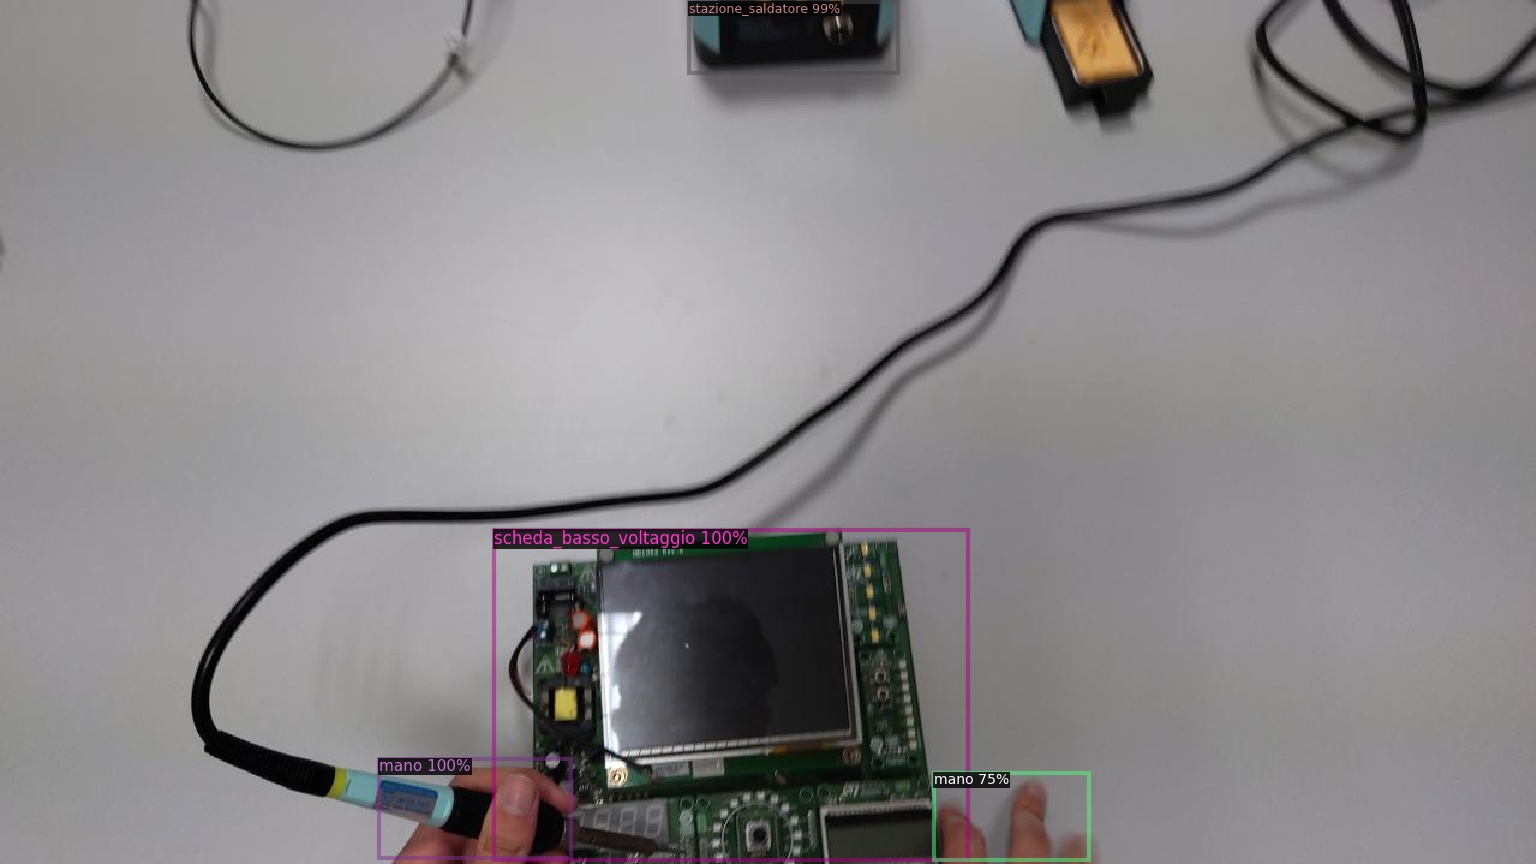 stazione_saldatore 99%
scheda_basso_voltaggio 100%
mano 100%
mano 75%